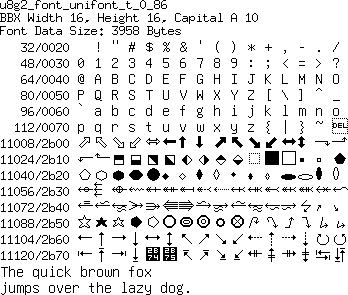 u8g2_font_unifont_t_0_86
BBX Width 16, Height 16, Capital A 10
Font Data Size: 3958 Bytes
32/0020 ! " # $ % & ' ( ) * + , - . /
48/0030 0 1 2 3 4 5 6 7 8 9 : ; < = > ?
64/0040 @ A B C D E F G H I J K L M N O
80/0050 P Q R S T U V W X Y Z [ \ ] ^ _
96/0060 ` a b c d e f g h i j k l m n o
112/0070 p q r s t u v w x y z { | } ~ DEL
11008/2b00
11024/2b10
11040/2b20
11056/2b30
11072/2b40
11088/2b50
11104/2b60
11120/2b70 2B74 2B75
The quick brown fox
jumps over the lazy dog.